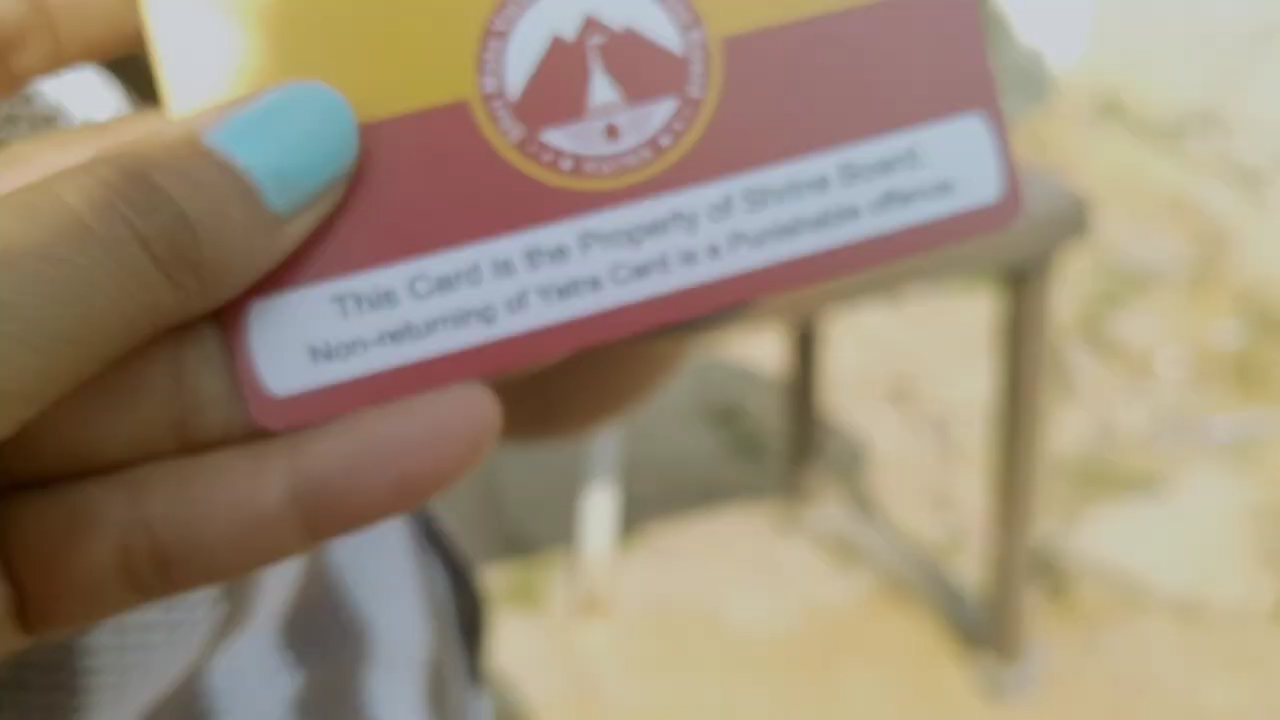 This Card is the Property of Shrine Board
Non-returning of Yatra Card is a Punishable offence